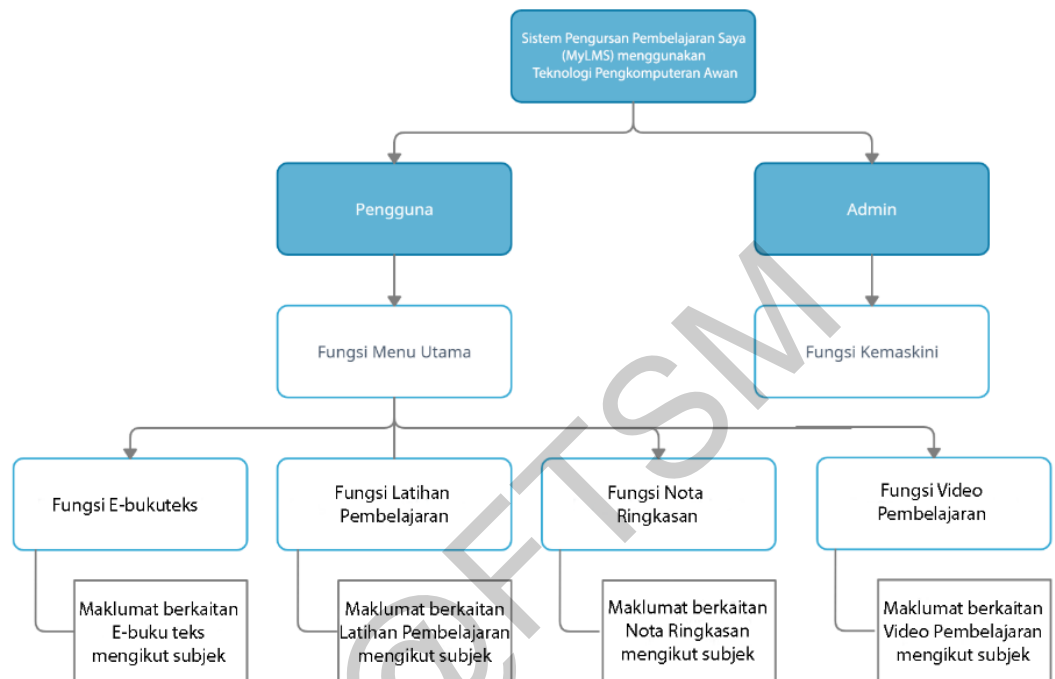 Sistem Pengursan Pembelajaran Saya
(MyLMS) menggunakan
Teknologi Pengkomputeran Awan
Pengguna
Admin
Fungsi Menu Utama
Fungsi Kemaskini
Fungsi E-bukuteks
Fungsi Latihan
Pembelajaran
Fungsi Nota
Ringkasan
Fungsi Video
Pembelajaran
Maklumat berkaitan
E-buku teks
mengikut subjek
Maklumat berkaitan
Latihan Pembelajaran
mengikut subjek
Maklumat berkaitan
Nota Ringkasan
mengikut subjek
Maklumat berkaitan
Video Pembelajaran
mengikut subjek
@FTSM